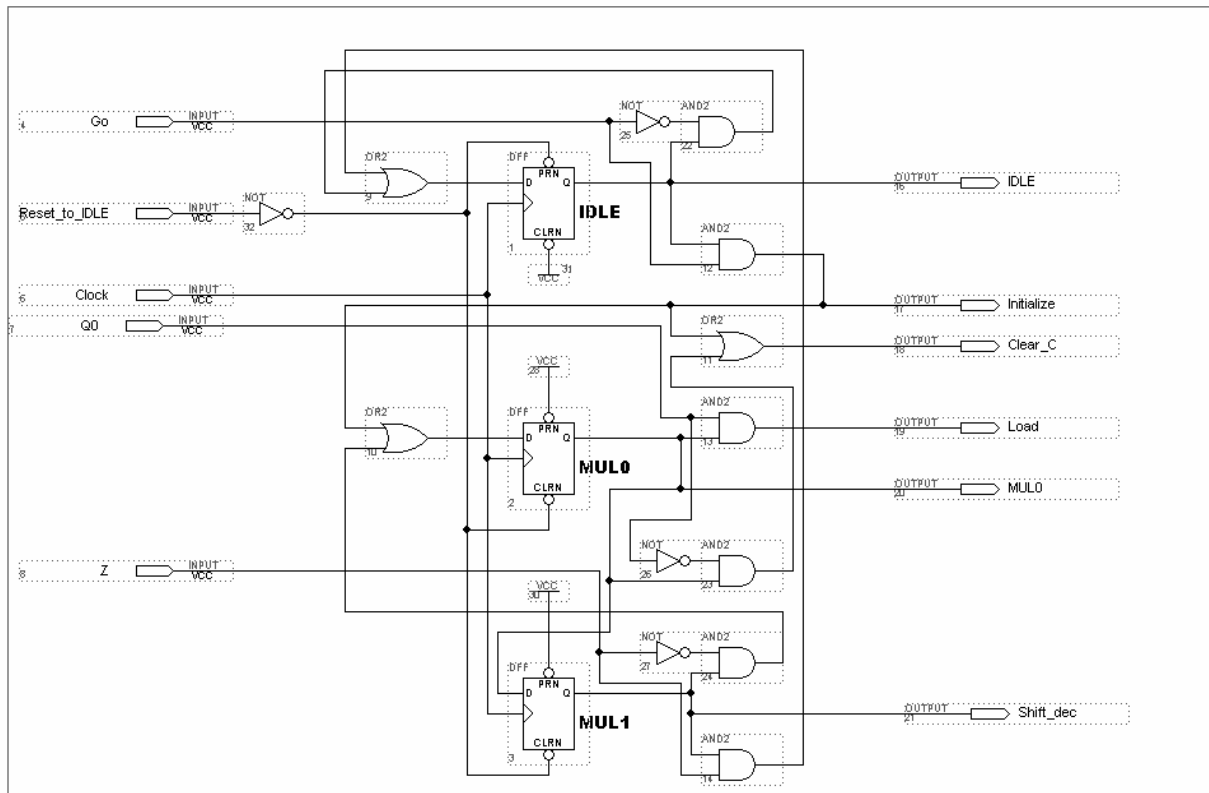 NOT
AND2
25
22
4
Go
INPUT
VCC
OR2
9
DFF
PRN
D
Q
CLRN
1
IDLE
OUTPUT
16
IDLE
Reset_to_IDLE
INPUT
VCC
NOT
32
31
VCC
AND2
12
6
Clock
INPUT
VCC
OUTPUT
17
Initialize
7
Q0
INPUT
VCC
OR2
11
OUTPUT
18
Clear_C
VCC
28
OR2
10
DFF
PRN
D
Q
CLRN
2
MUL0
AND2
13
OUTPUT
19
Load
OUTPUT
20
MUL0
NOT
26
AND2
23
8
Z
INPUT
VCC
VCC
30
NOT
27
AND2
24
DFF
PRN
D
Q
CLRN
3
MUL1
OUTPUT
21
Shift_dec
AND2
14